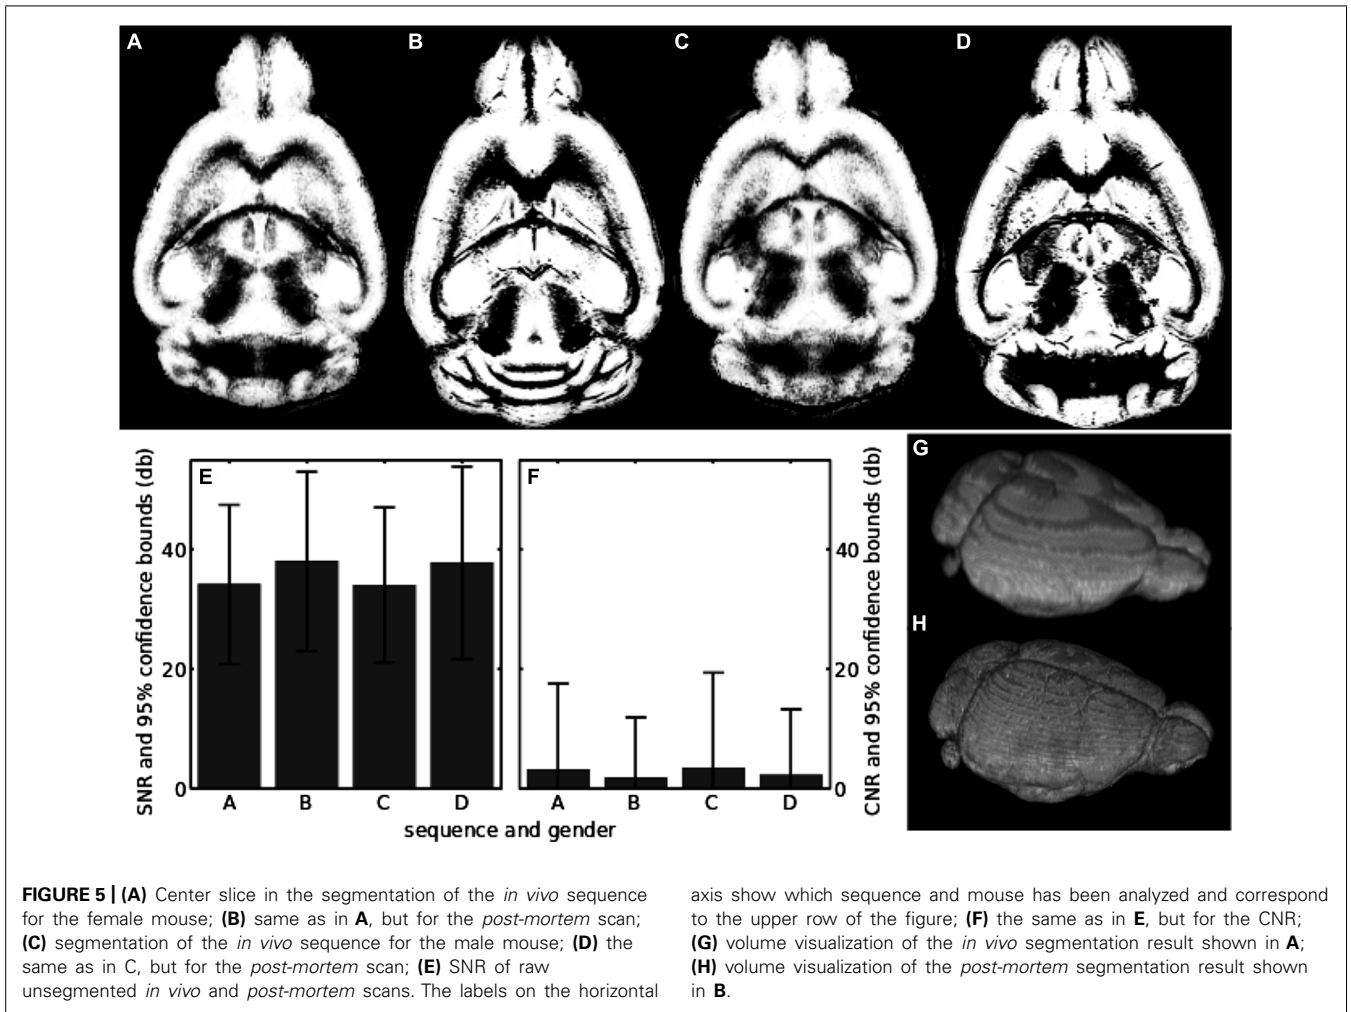 A
B
C
D
SNR and 95% confidence bounds (db)
E
F
40
20
0
40
20
0
A
B
C
D
A
B
C
D
sequence and gender
CNR and 95% confidence bounds (db)
G
H
FIGURE 5 | (A) Center slice in the segmentation of the in vivo sequence
for the female mouse; (B) same as in A, but for the post-mortem scan;
(C) segmentation of the in vivo sequence for the male mouse; (D) the
same as in C, but for the post-mortem scan; (E) SNR of raw
unsegmented in vivo and post-mortem scans. The labels on the horizontal
axis show which sequence and mouse has been analyzed and correspond
to the upper row of the figure; (F) the same as in E, but for the CNR;
(G) volume visualization of the in vivo segmentation result shown in A;
(H) volume visualization of the post-mortem segmentation result shown
in B.